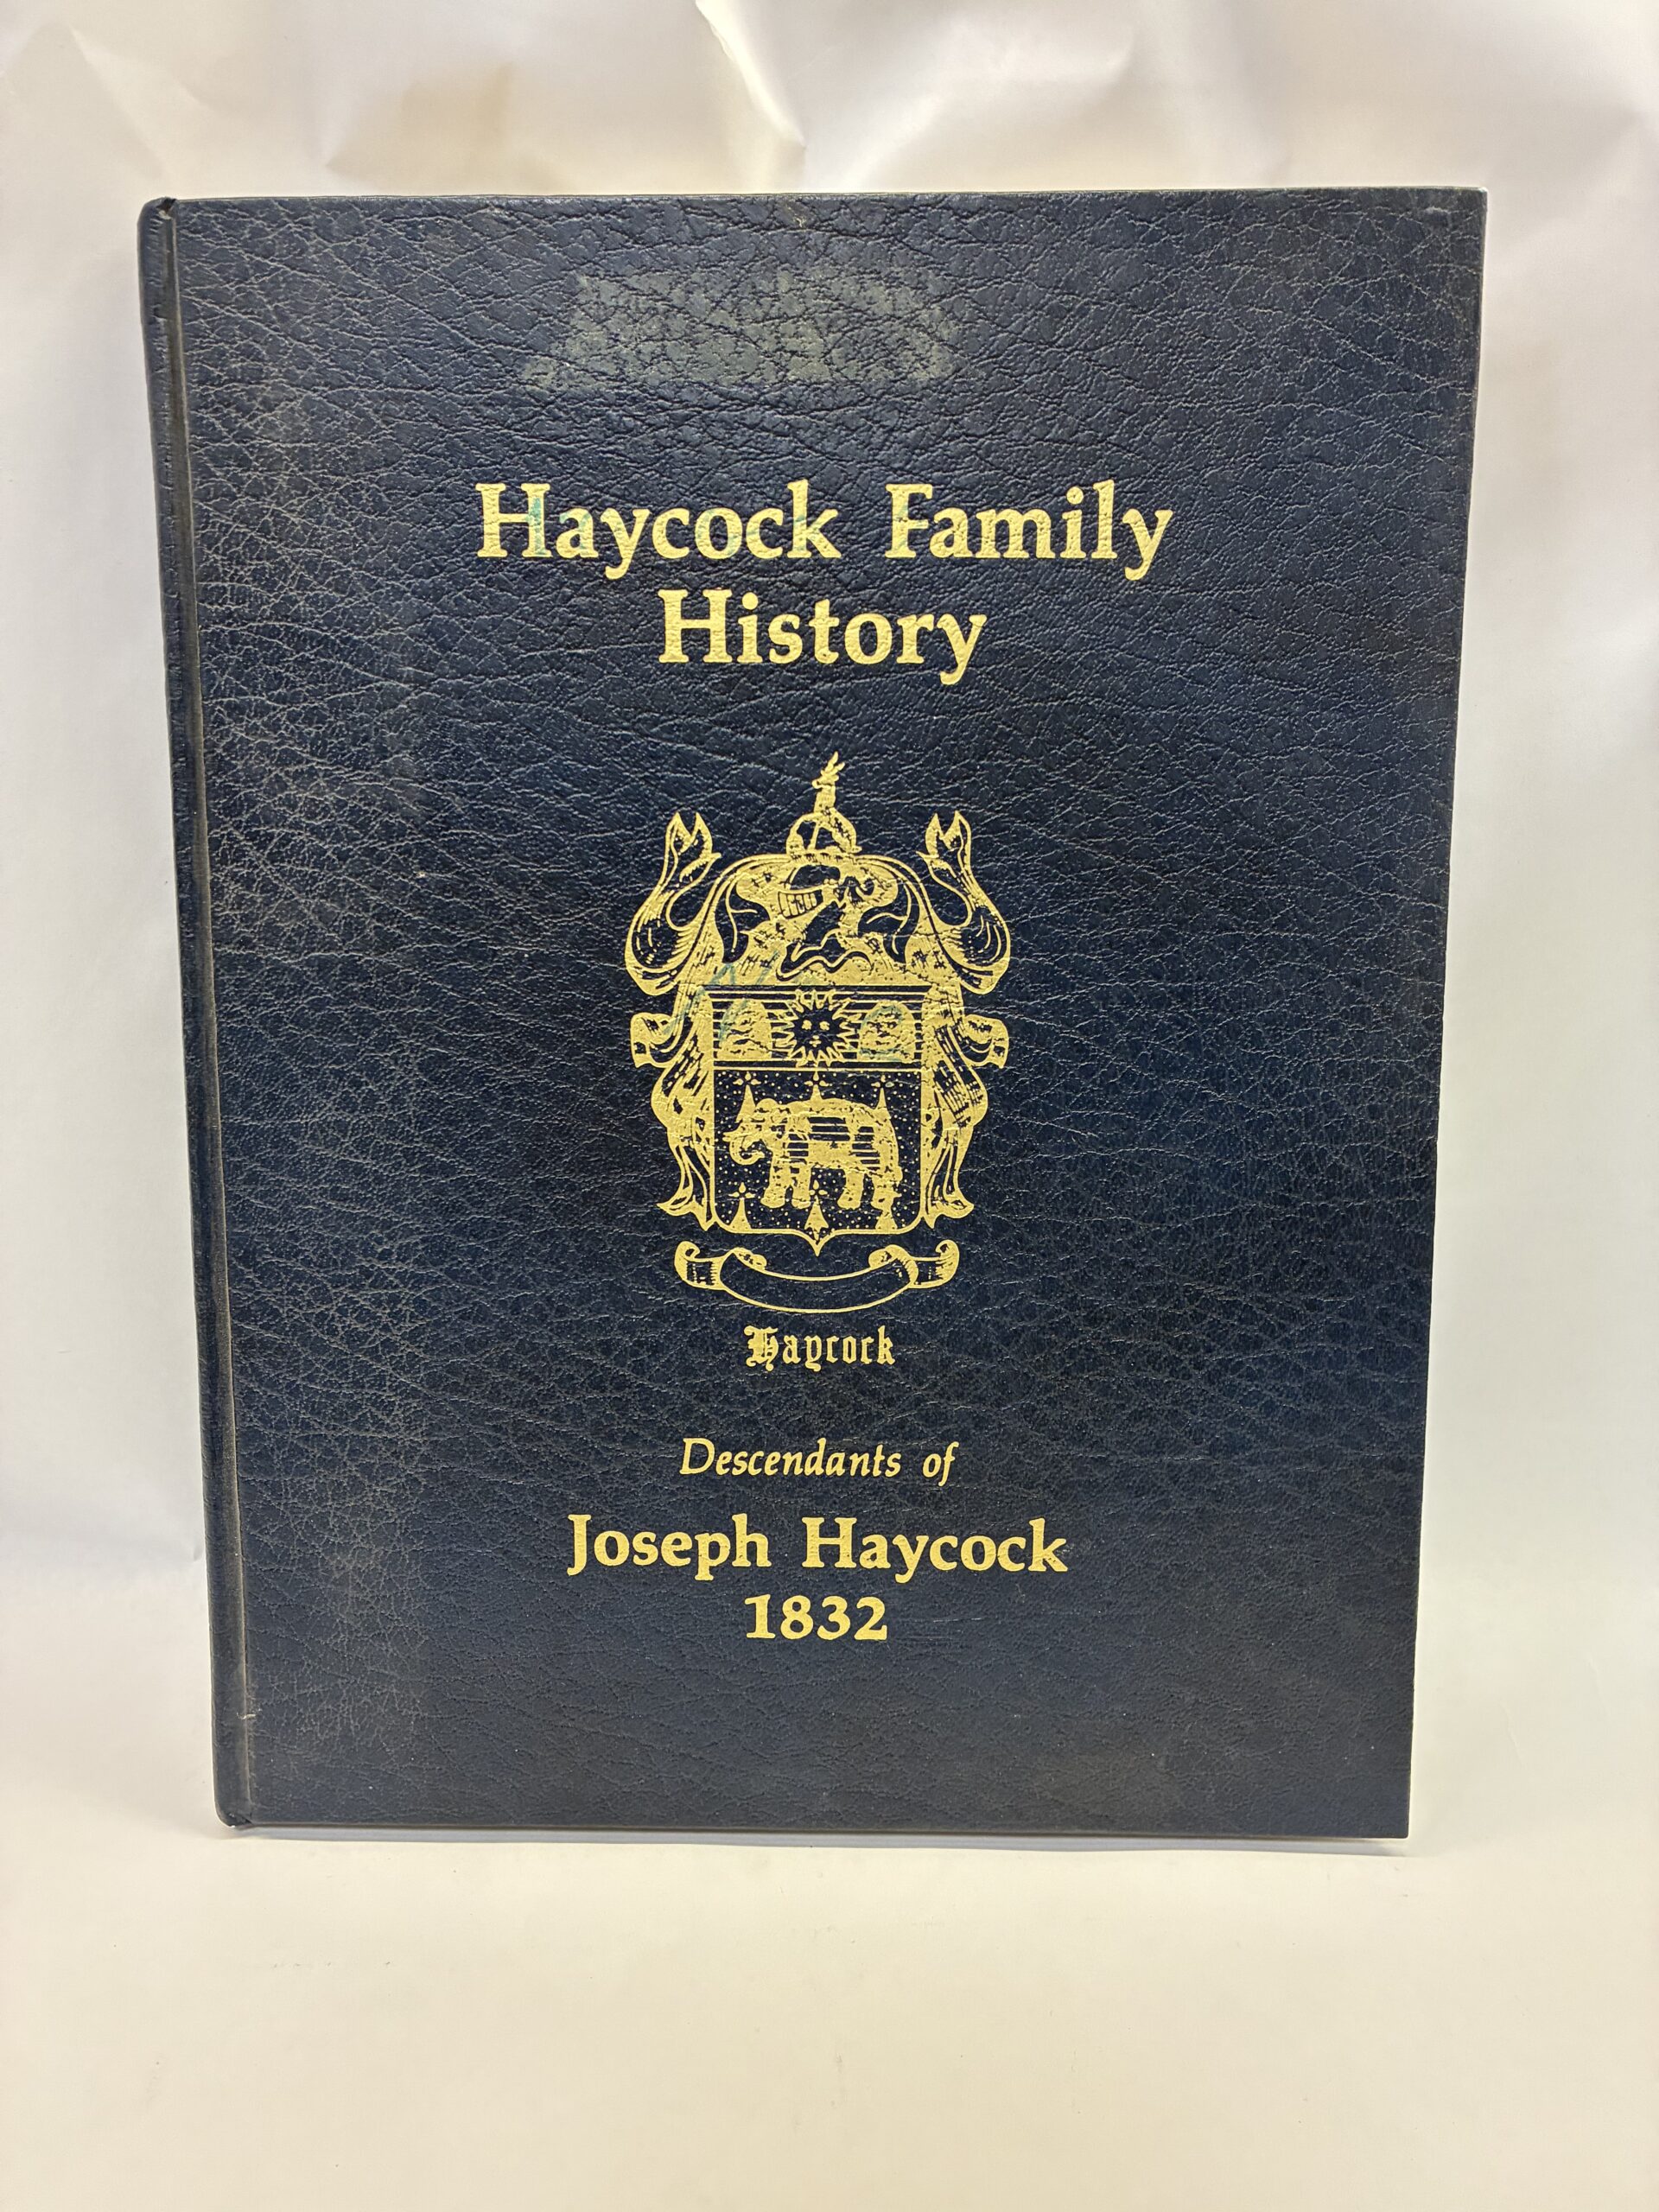 Haycock Family
History
Haycock
Descendants of
Joseph Haycock
1832